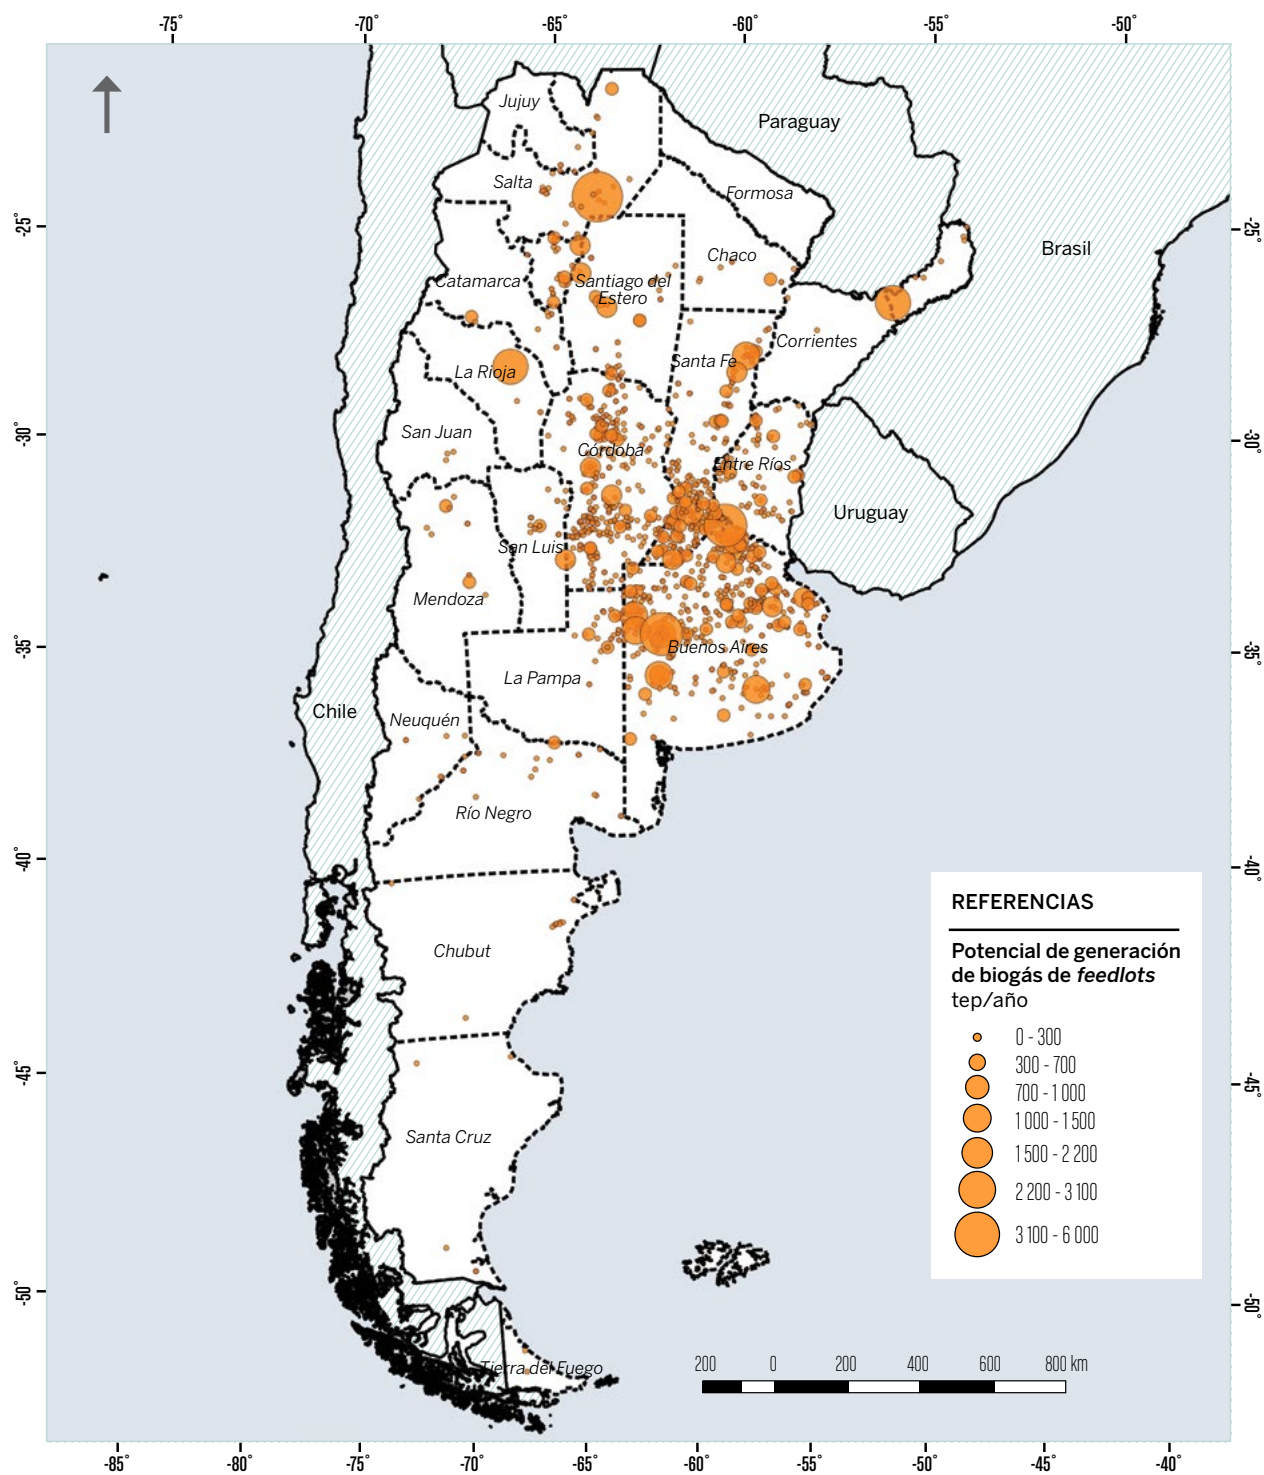 -75°
-70°
-65°
-60°
-55°
-50°
Jujuy
Paraguay
Salta
Formosa
-25°
-25°
Brasil
Chaco
Catamarca
Santiago del
Estero
Corrientes
Santa Fe
La Rioja
-30°
San Juan
-30°
Córdoba
Entre Ríos
Uruguay
San Luis
Mendoza
-35°
Buenos Aires
-35°
La Pampa
Chile
Neuquén
Río Negro
-40°
-40°
REFERENCIAS
Chubut
Potencial de generación
de biogás de feedlots
tep/año
0 - 300
300 - 700
700 - 1 000
1 000 - 1 500
1 500 - 2 200
2 200 - 3 100
3 100 - 6 000
-45°
-45°
Santa Cruz
-50°
-50°
Tierra del Fuego
200 0 200 400 600 800 km
-85°
-80°
-75°
-70°
-65°
-60°
-55°
-50°
-45°
-40°